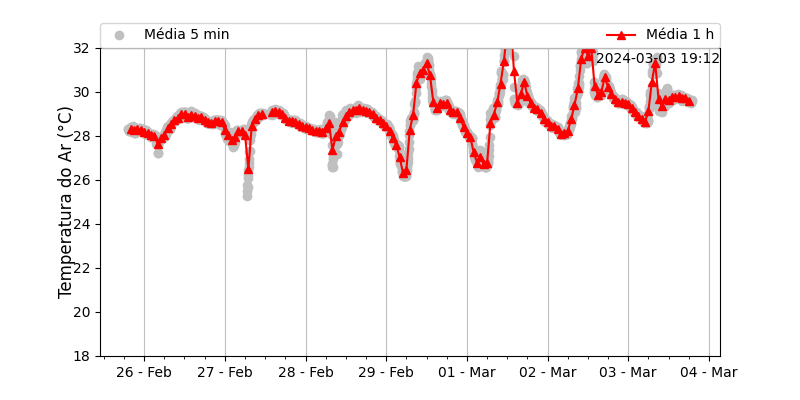 Média 5 min
Média 1 h
2024-03-03 19:12
Temperatura do Ar (°C)
32
30
28
26
24
22
20
18
26 - Feb
27 - Feb
28 - Feb
29 - Feb
01 - Mar
02 - Mar
03 - Mar
04 - Mar